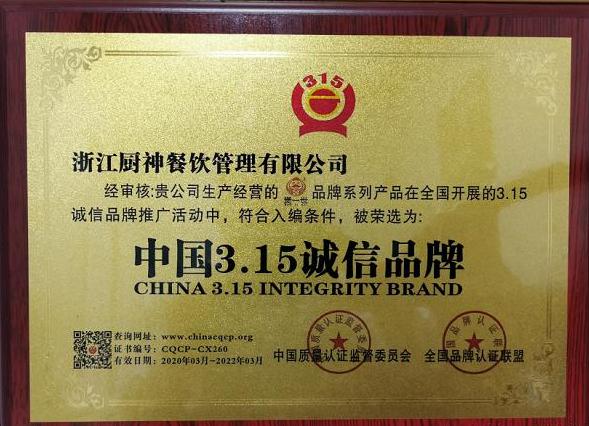 315
浙江厨神餐饮管理有限公司
经审核:贵公司生产经营的 品牌系列产品在全国开展的3.15
诚信品牌推广活动中，符合入编条件，被荣选为:
中国3.15诚信品牌
CHINA 3.15 INTEGRITY BRAND
查询网址: www.chinacqcp.org
证书编号: CQCP-CX260
有效日期: 2020年03月-2022年03月
中国质量认证监督委员会 全国品牌认证联盟